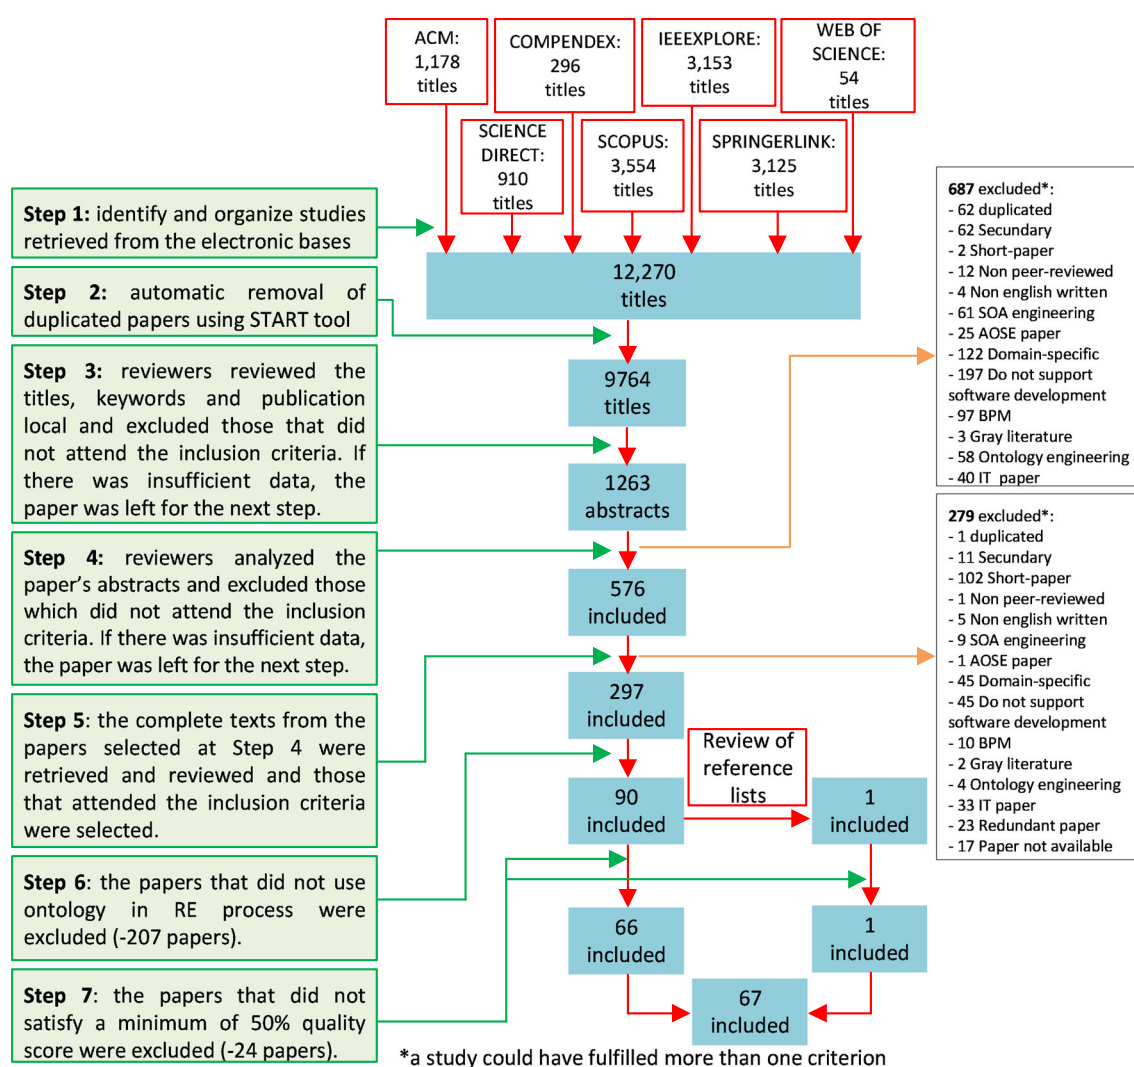 ACM:
1,178
titles
COMPENDEX:
296
titles
IEEEXPLORE:
3,153
titles
WEB OF
SCIENCE:
54
titles
SCIENCE
DIRECT:
910
titles
SCOPUS:
3,554
titles
SPRINGERLINK:
3,125
titles
Step 1: identify and organize studies
retrieved from the electronic bases
12,270
titles
Step 2: automatic removal of
duplicated papers using START tool
Step 3: reviewers reviewed the
titles, keywords and publication
local and excluded those that did
not attend the inclusion criteria. If
there was insufficient data, the
paper was left for the next step.
9764
titles
1263
abstracts
Step 4: reviewers analyzed the
paper’s abstracts and excluded those
which did not attend the inclusion
criteria. If there was insufficient data,
the paper was left for the next step.
576
included
Step 5: the complete texts from the
papers selected at Step 4 were
retrieved and reviewed and those
that attended the inclusion criteria
were selected.
297
included
Review of
reference
lists
90
included
1
included
Step 6: the papers that did not use
ontology in RE process were
excluded (-207 papers).
66
included
1
included
Step 7: the papers that did not
satisfy a minimum of 50% quality
score were excluded (-24 papers).
67
included
687 excluded*:
- 62 duplicated
- 62 Secundary
- 2 Short-paper
- 12 Non peer-reviewed
- 4 Non english written
- 61 SOA engineering
- 25 AOSE paper
- 122 Domain-specific
- 197 Do not support
software development
- 97 BPM
- 3 Gray literature
- 58 Ontology engineering
- 40 IT paper
279 excluded*:
- 1 duplicated
- 11 Secundary
- 102 Short-paper
- 1 Non peer-reviewed
- 5 Non english written
- 9 SOA engineering
- 1 AOSE paper
- 45 Domain-specific
- 45 Do not support
software development
- 10 BPM
- 2 Gray literature
- 4 Ontology engineering
- 33 IT paper
- 23 Redundant paper
- 17 Paper not available
*a study could have fulfilled more than one criterion